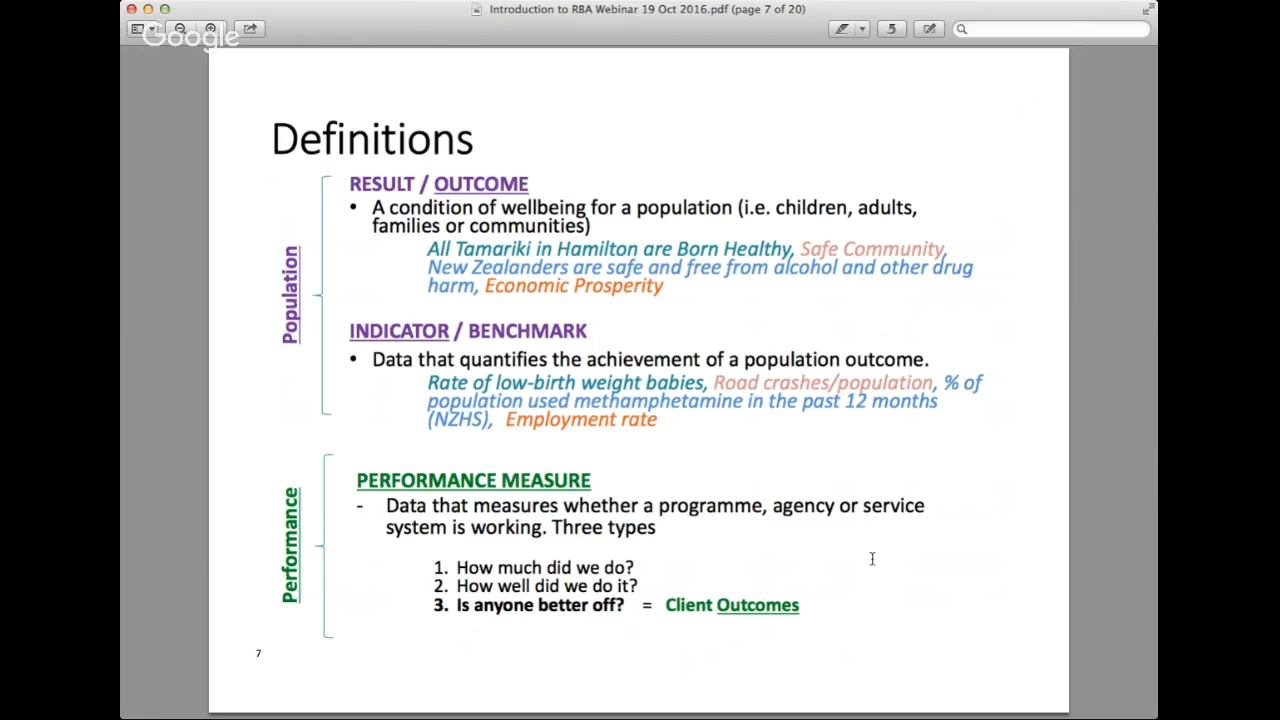 Introduction to RBA Webinar 19 Oct 2016.pdf (page 7 of 20)
Google
Definitions
Population
RESULT / OUTCOME
• A condition of wellbeing for a population (i.e. children, adults,
families or communities)
All Tamariki in Hamilton are Born Healthy, Safe Community,
New Zealanders are safe and free from alcohol and other drug
harm, Economic Prosperity
INDICATOR / BENCHMARK
• Data that quantifies the achievement of a population outcome.
Rate of low-birth weight babies, Road crashes/population, % of
population used methamphetamine in the past 12 months
(NZHS), Employment rate
Performance
PERFORMANCE MEASURE
- Data that measures whether a programme, agency or service
system is working. Three types
1. How much did we do?
2. How well did we do it?
3. Is anyone better off? = Client Outcomes
7